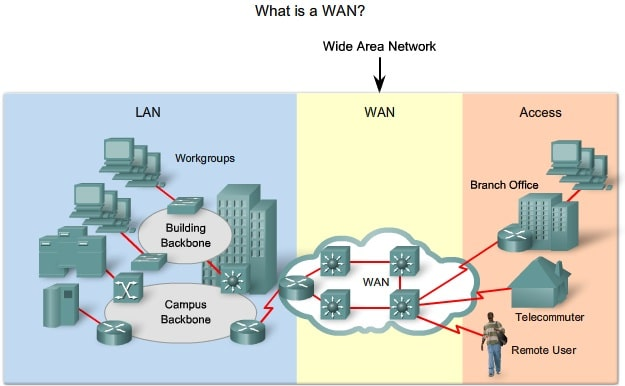 What is a WAN?
Wide Area Network
LAN
WAN
Access
Workgroups
Building
Backbone
Campus
Backbone
WAN
Branch Office
Telecommuter
Remote User